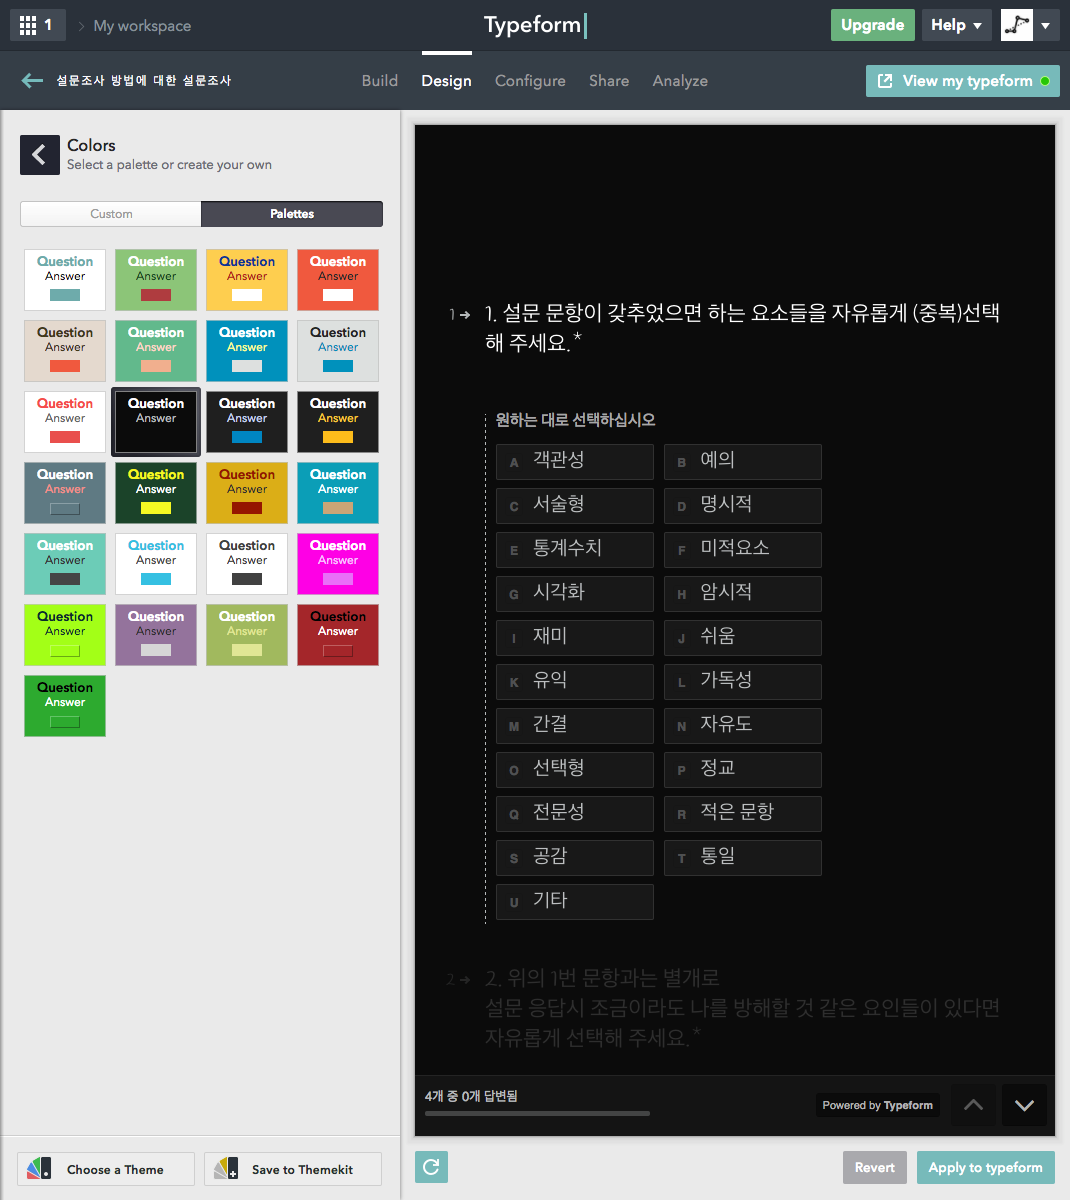 1
My workspace
Typeform
Upgrade
Help
설문조사 방법에 대한 설문조사
Build
Design
Configure
Share
Analyze
View my typeform
Colors
Select a palette or create your own
Custom
Palettes
Question
Answer
Question
Answer
Question
Answer
Question
Answer
Question
Answer
Question
Answer
Question
Answer
Question
Answer
Question
Answer
Question
Answer
Question
Answer
Question
Answer
Question
Answer
Question
Answer
Question
Answer
Question
Answer
Question
Answer
Question
Answer
Question
Answer
Question
Answer
Question
Answer
Question
Answer
Question
Answer
Question
Answer
Question
Answer
Choose a Theme
Save to Themekit
1 → 1. 설문 문항이 갖추었으면 하는 요소들을 자유롭게 (중복)선택
해 주세요.*
원하는 대로 선택하십시오
A 객관성
B 예의
C 서술형
D 명시적
E 통계수치
F 미적요소
G 시각화
H 암시적
I 재미
J 쉬움
K 유익
L 가독성
M 간결
N 자유도
O 선택형
P 정교
Q 전문성
R 적은 문항
S 공감
T 통일
U 기타
2 → 2. 위의 1번 문항과는 별개로
설문 응답시 조금이라도 나를 방해할 것 같은 요인들이 있다면
자유롭게 선택해 주세요.*
4개 중 0개 답변됨
Powered by Typeform
Revert
Apply to typeform